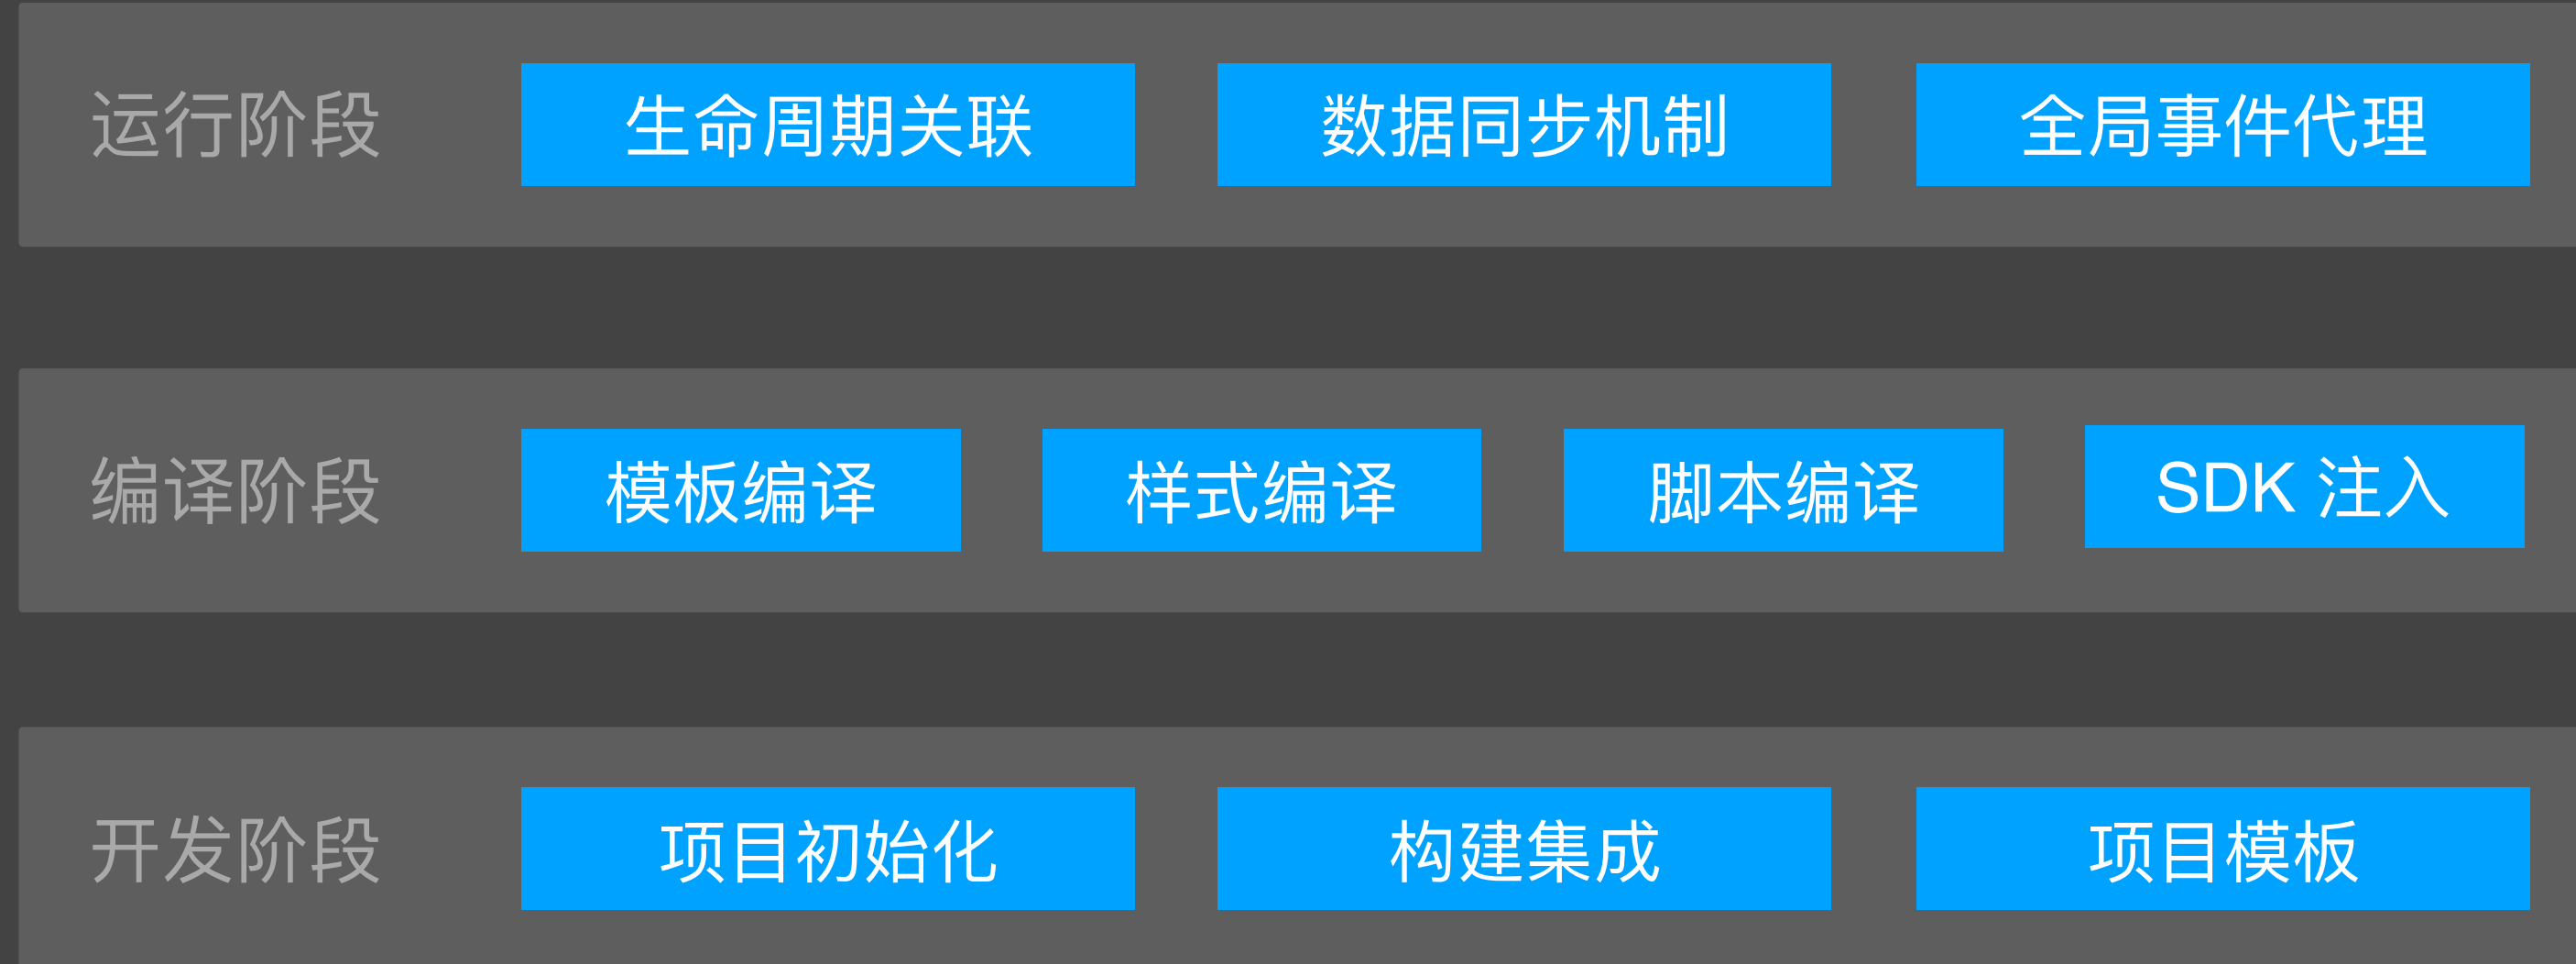 运行阶段 生命周期关联 数据同步机制 全局事件代理
编译阶段 模板编译 样式编译 脚本编译 SDK 注入
开发阶段 项目初始化 构建集成 项目模板